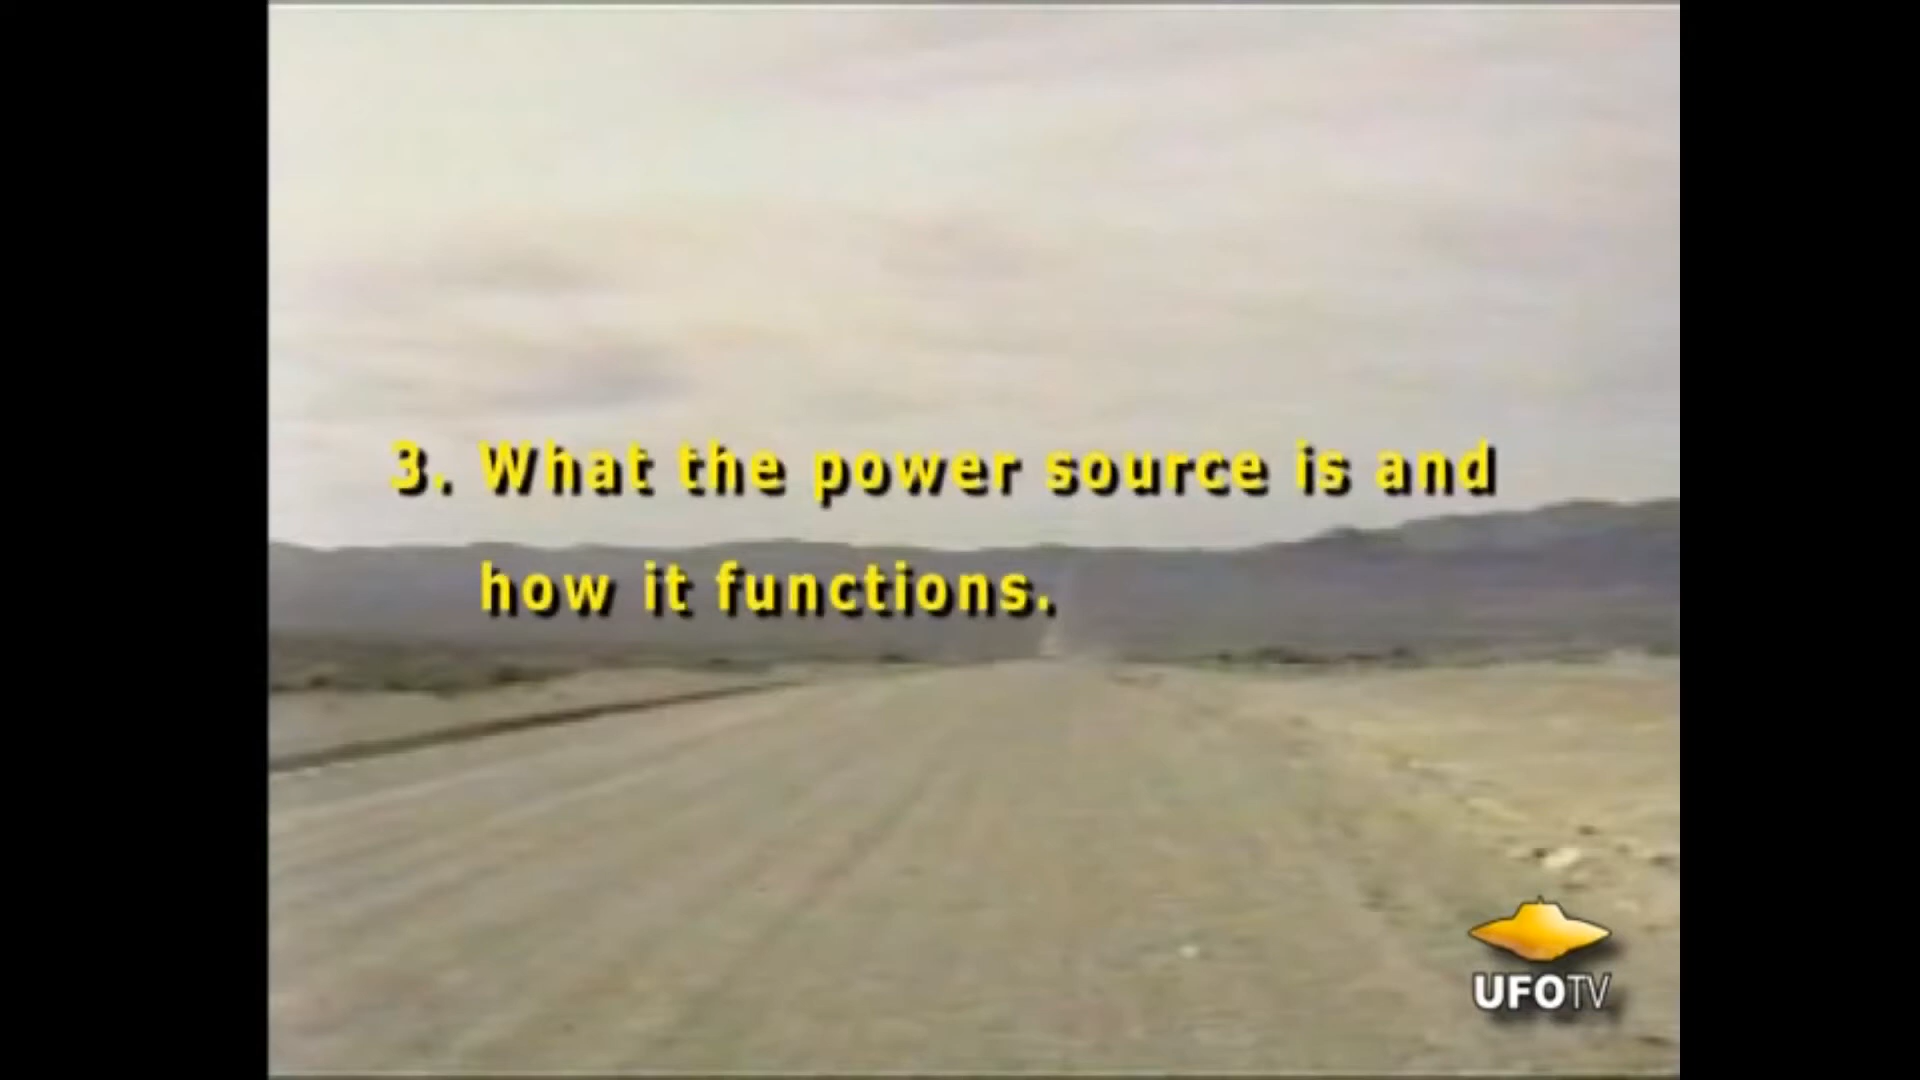 3. What the power source is and
how it functions.
UFOTV